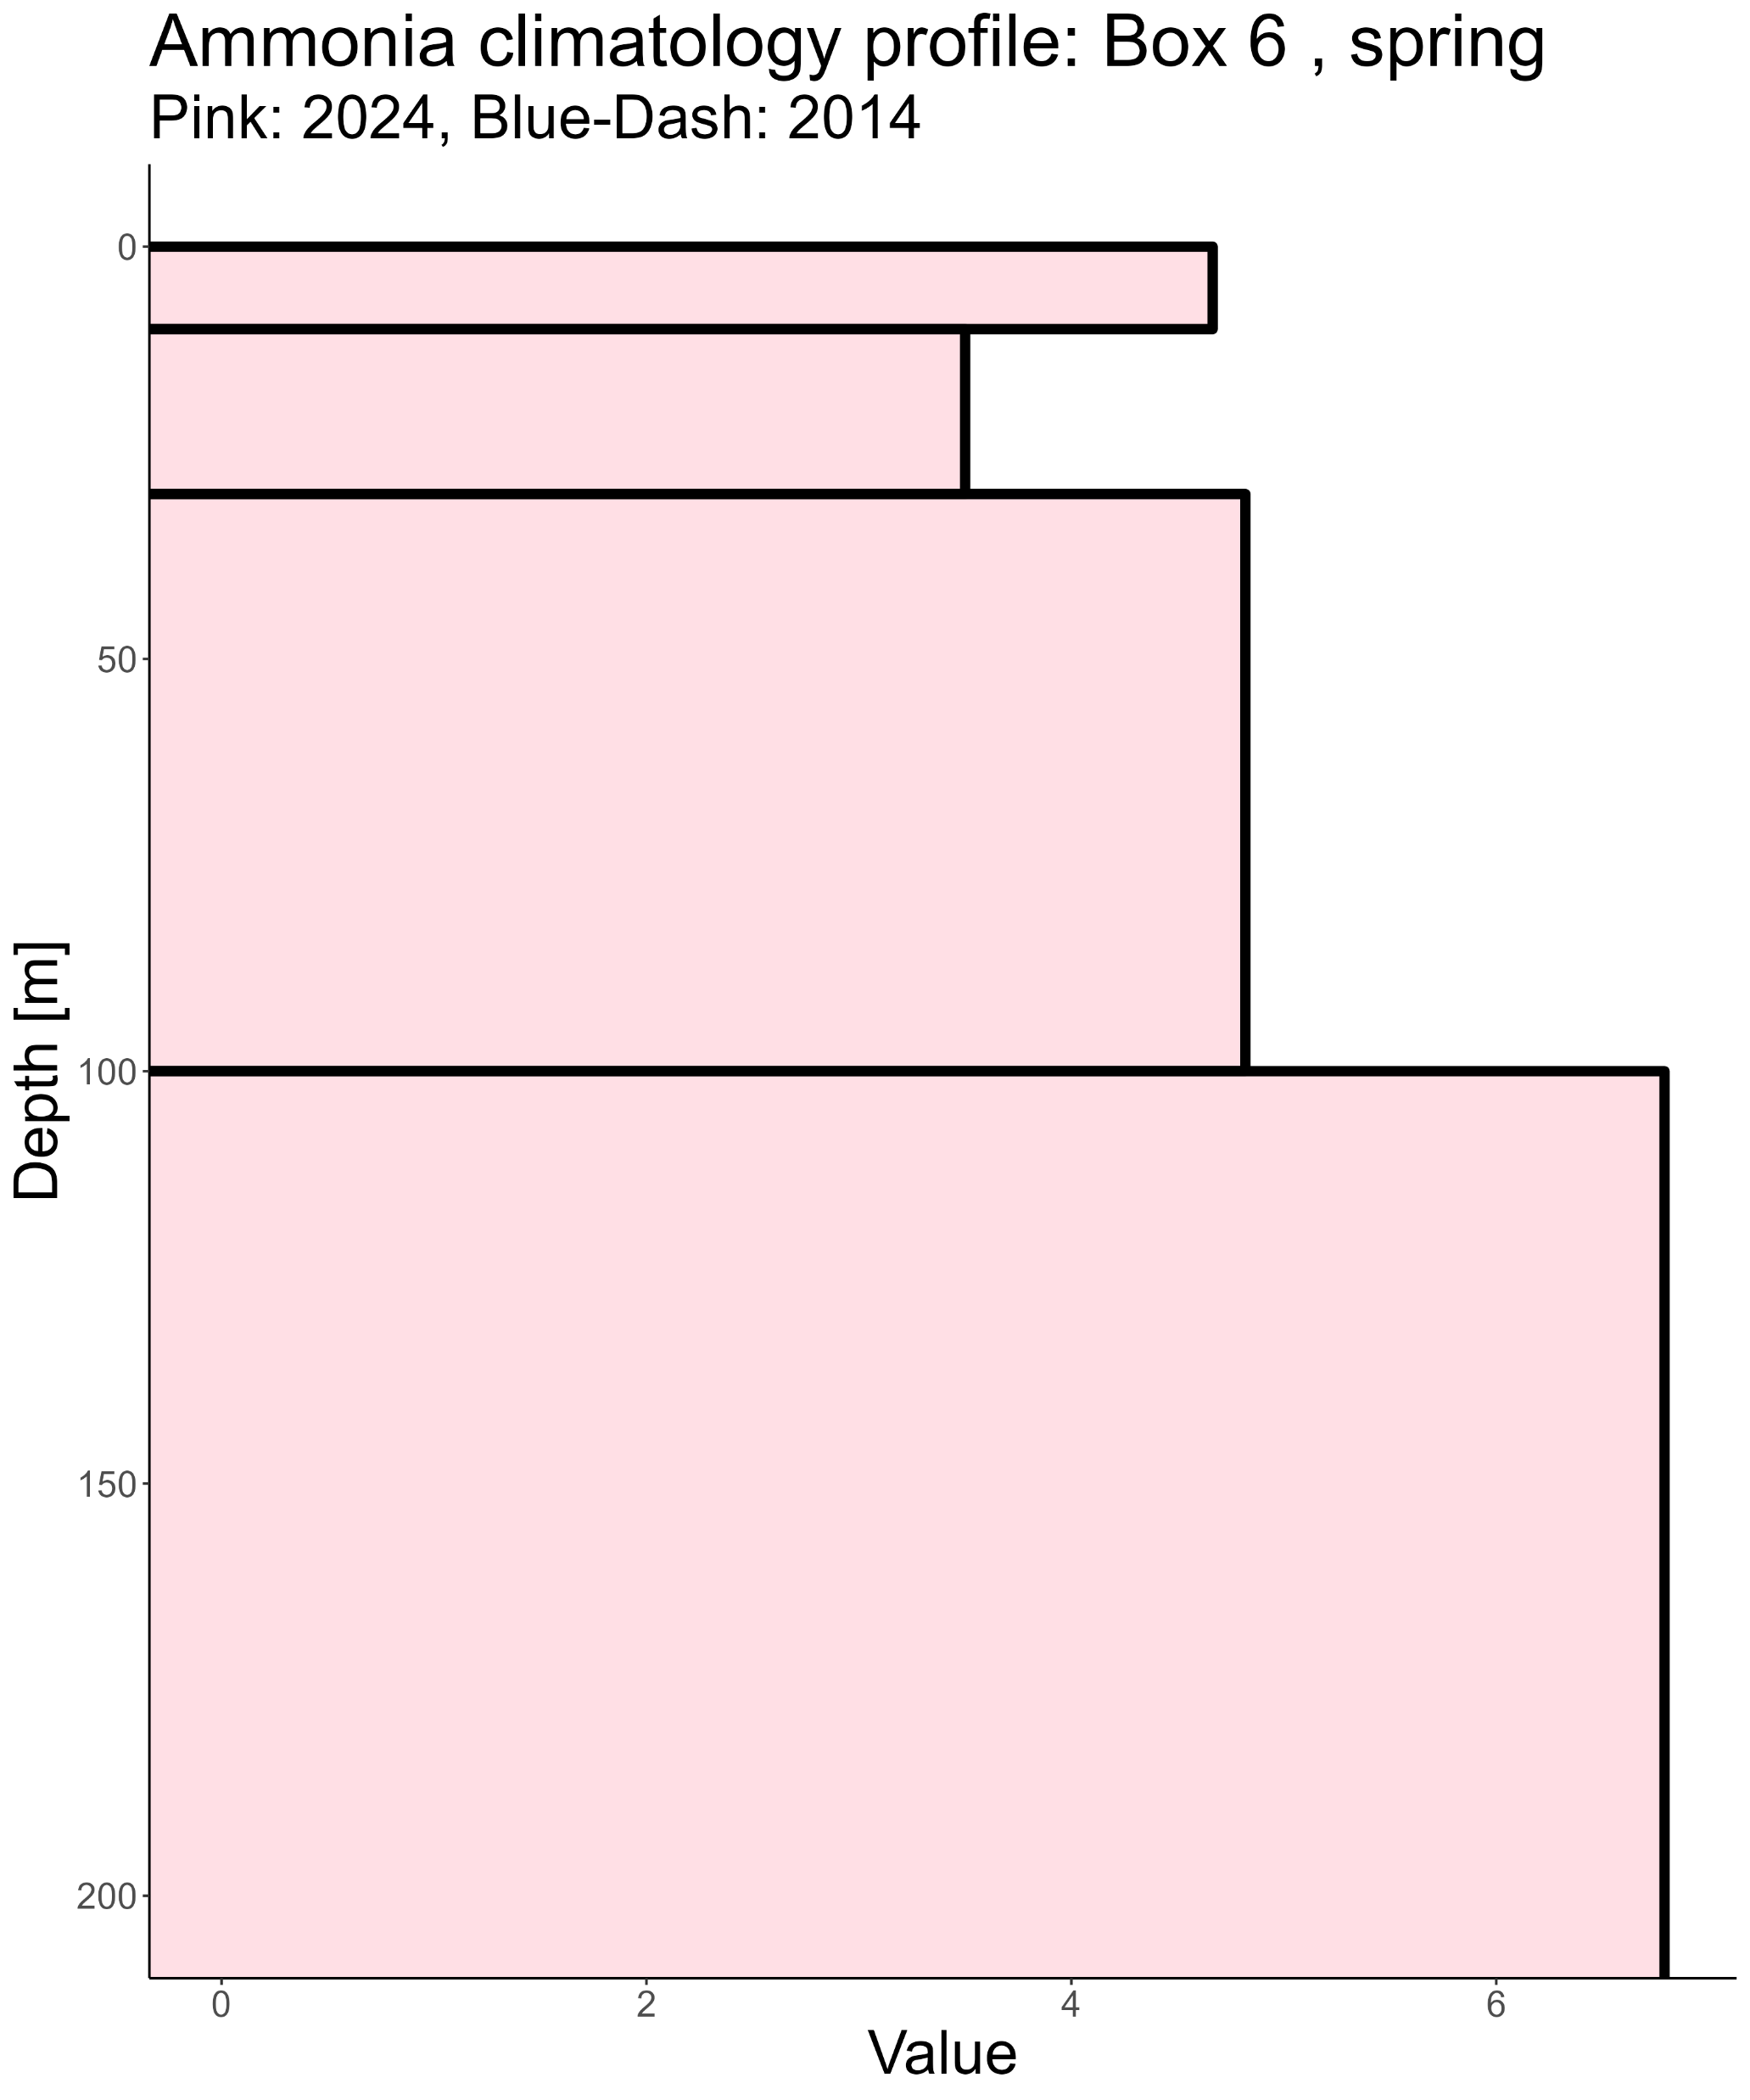 Ammonia climatology profile: Box 6 , spring
Pink: 2024, Blue-Dash: 2014
0
50
100
150
200
Depth [m]
0 2 4 6
Value